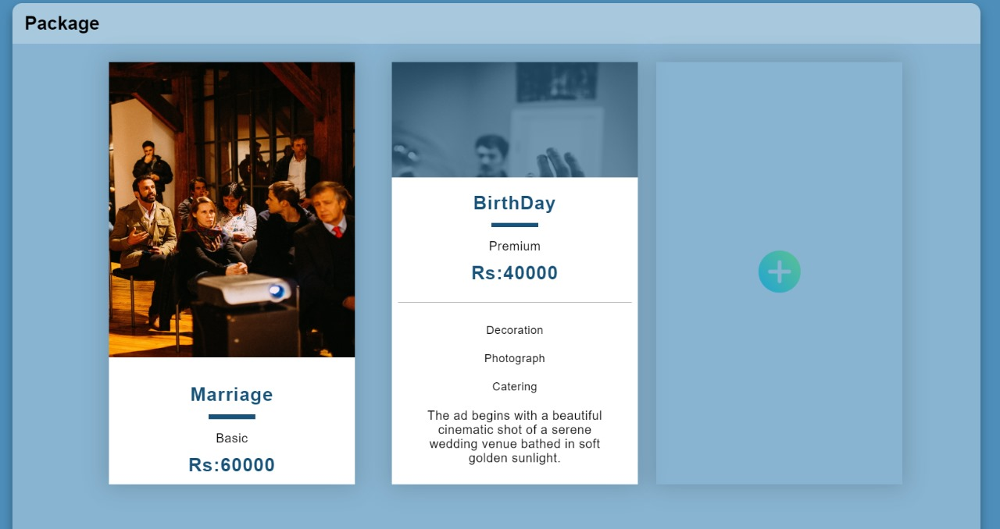 Package
Marriage
Basic
Rs:60000
BirthDay
Premium
Rs:40000
Decoration
Photograph
Catering
The ad begins with a beautiful
cinematic shot of a serene
wedding venue bathed in soft
golden sunlight.